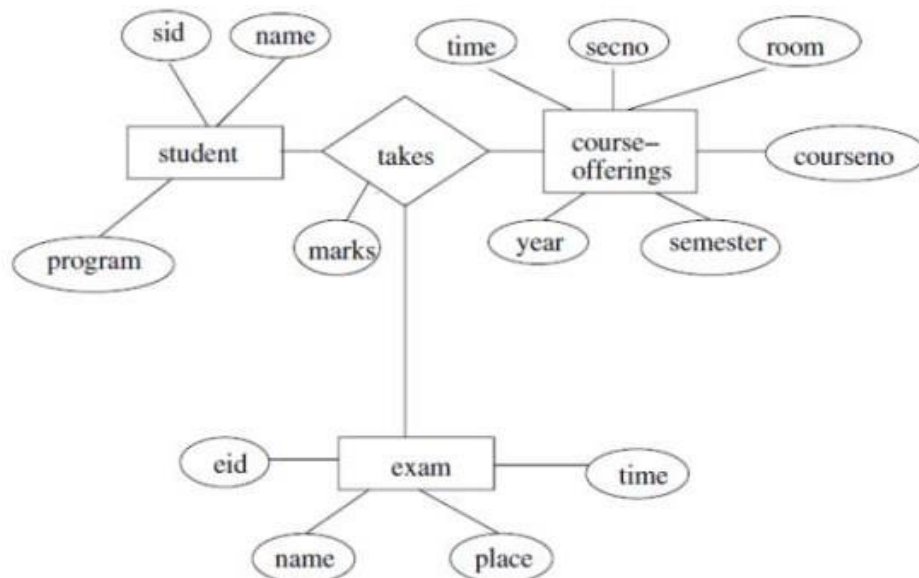 sid
name
time
secno
room
student
takes
course-
offerings
courseno
program
marks
year
semester
eid
exam
time
name
place